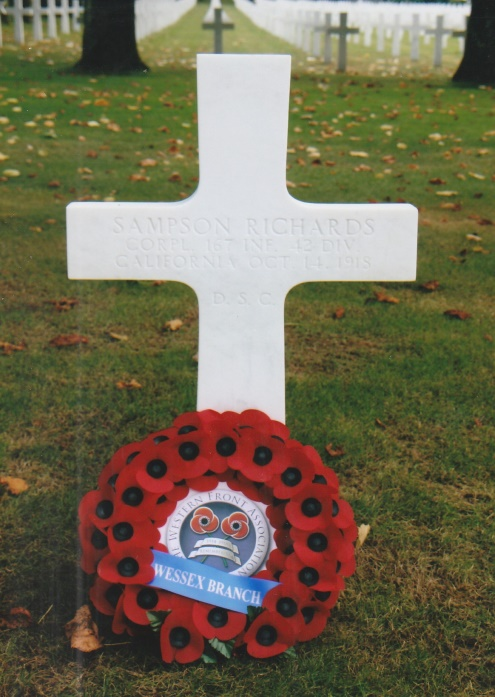 SAMPSON RICHARDS
CORPL. 167 INF. 42 DIV.
CALIFORNIA OCT. 14, 1918
D. S. C.
WESTERN FRONT ASSOCIATION
WESSEX BRANCH